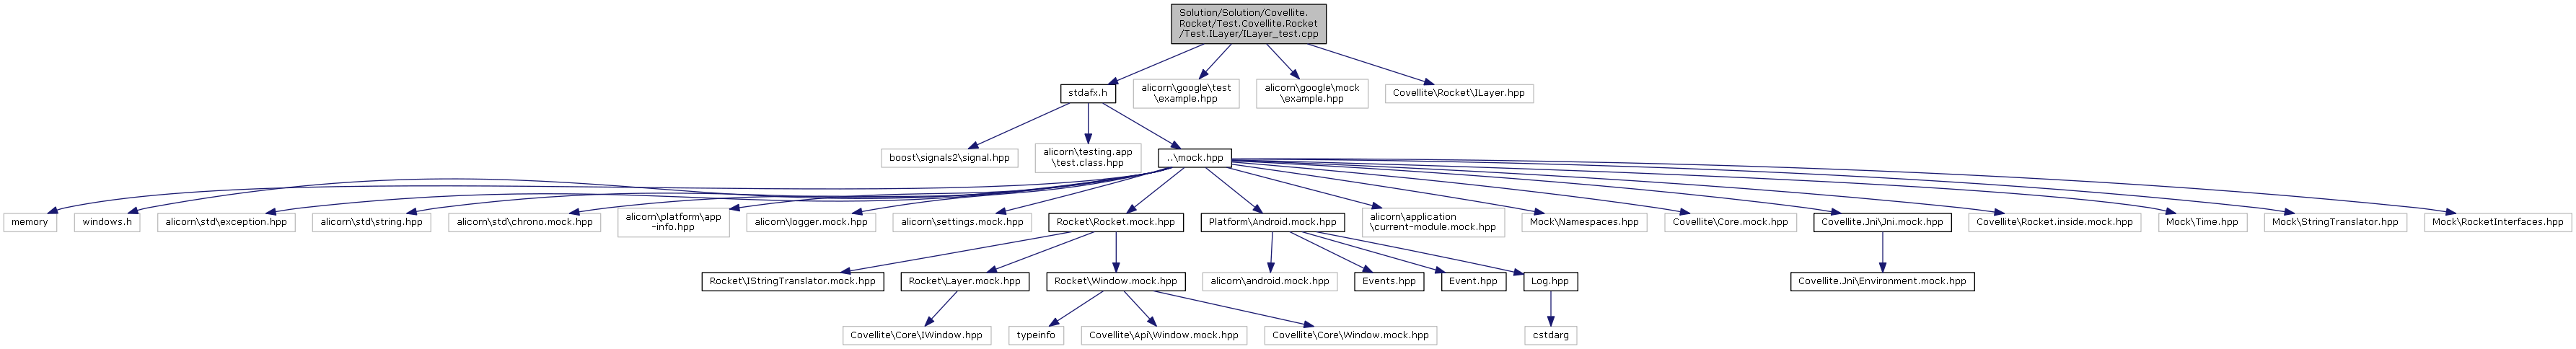 Solution/Solution/Covellite.
Rocket/Test.Covellite.Rocket
/Test.ILayer/ILayer_test.cpp
stdafx.h
alicorn\google\test
\example.hpp
alicorn\google\mock
\example.hpp
Covellite\Rocket\ILayer.hpp
boost\signals2\signal.hpp
alicorn\testing.app
\test.class.hpp
..\mock.hpp
memory
windows.h
alicorn\std\exception.hpp
alicorn\std\string.hpp
alicorn\std\chrono.mock.hpp
alicorn\platform\app
-info.hpp
alicorn\logger.mock.hpp
alicorn\settings.mock.hpp
Rocket\Rocket.mock.hpp
Platform\Android.mock.hpp
alicorn\application
\current-module.mock.hpp
Mock\Namespaces.hpp
Covellite\Core.mock.hpp
Covellite.Jni\Jni.mock.hpp
Covellite\Rocket.inside.mock.hpp
Mock\Time.hpp
Mock\StringTranslator.hpp
Mock\RocketInterfaces.hpp
Rocket\IStringTranslator.mock.hpp
Rocket\Layer.mock.hpp
Rocket\Window.mock.hpp
alicorn\android.mock.hpp
Events.hpp
Event.hpp
Log.hpp
Covellite.Jni\Environment.mock.hpp
Covellite\Core\IWindow.hpp
typeinfo
Covellite\Api\Window.mock.hpp
Covellite\Core\Window.mock.hpp
cstdarg